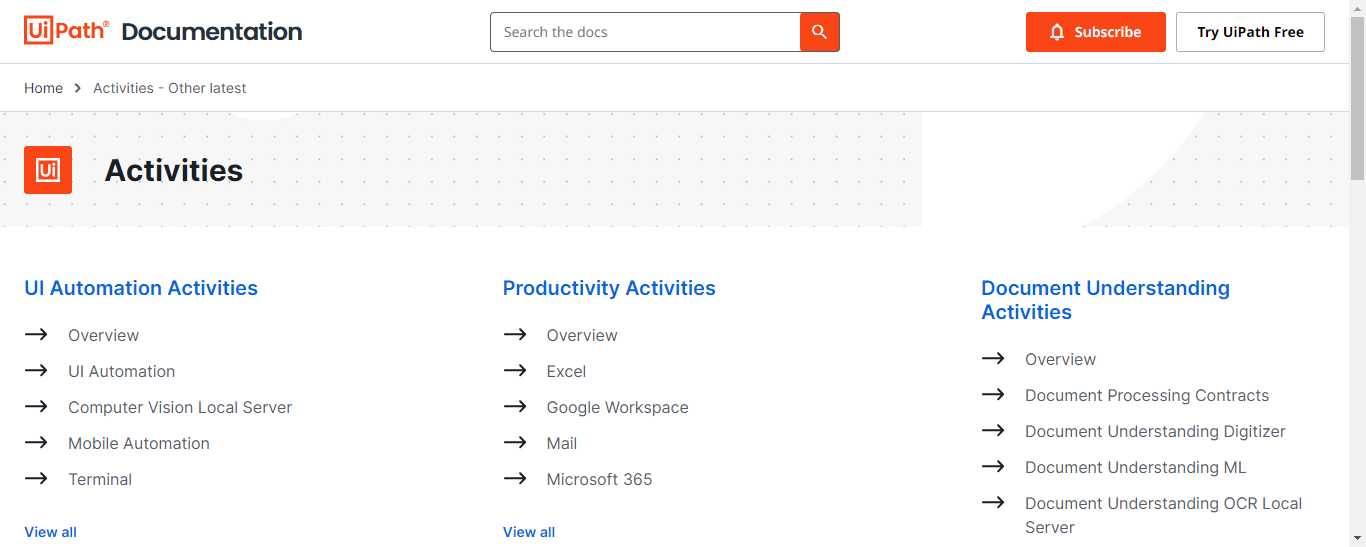 UiPath® Documentation
Search the docs
Subscribe
Try UiPath Free
Home > Activities - Other latest
Ui
Activities
UI Automation Activities
Overview
UI Automation
Computer Vision Local Server
Mobile Automation
Terminal
View all
Productivity Activities
Overview
Excel
Google Workspace
Mail
Microsoft 365
View all
Document Understanding
Activities
Overview
Document Processing Contracts
Document Understanding Digitizer
Document Understanding ML
Document Understanding OCR Local
Server